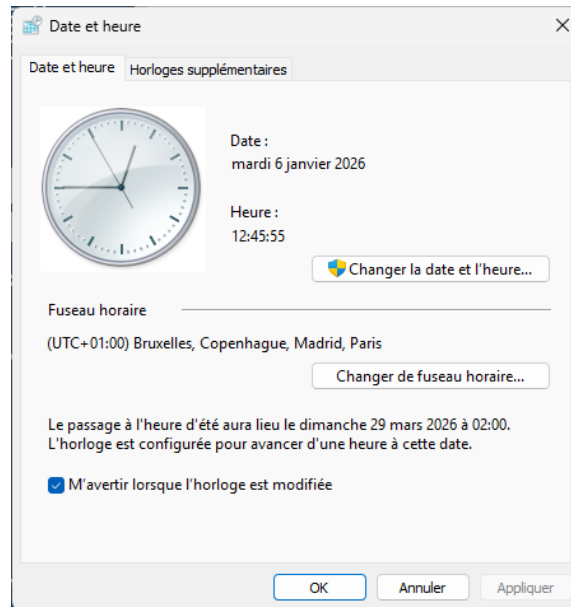 Date et heure
Date et heure
Horloges supplémentaires
Date :
mardi 6 janvier 2026
Heure :
12:45:55
Changer la date et l'heure...
Fuseau horaire
(UTC+01:00) Bruxelles, Copenhague, Madrid, Paris
Changer de fuseau horaire...
Le passage à l'heure d'été aura lieu le dimanche 29 mars 2026 à 02:00.
L'horloge est configurée pour avancer d'une heure à cette date.
M'avertir lorsque l'horloge est modifiée
OK
Annuler
Appliquer